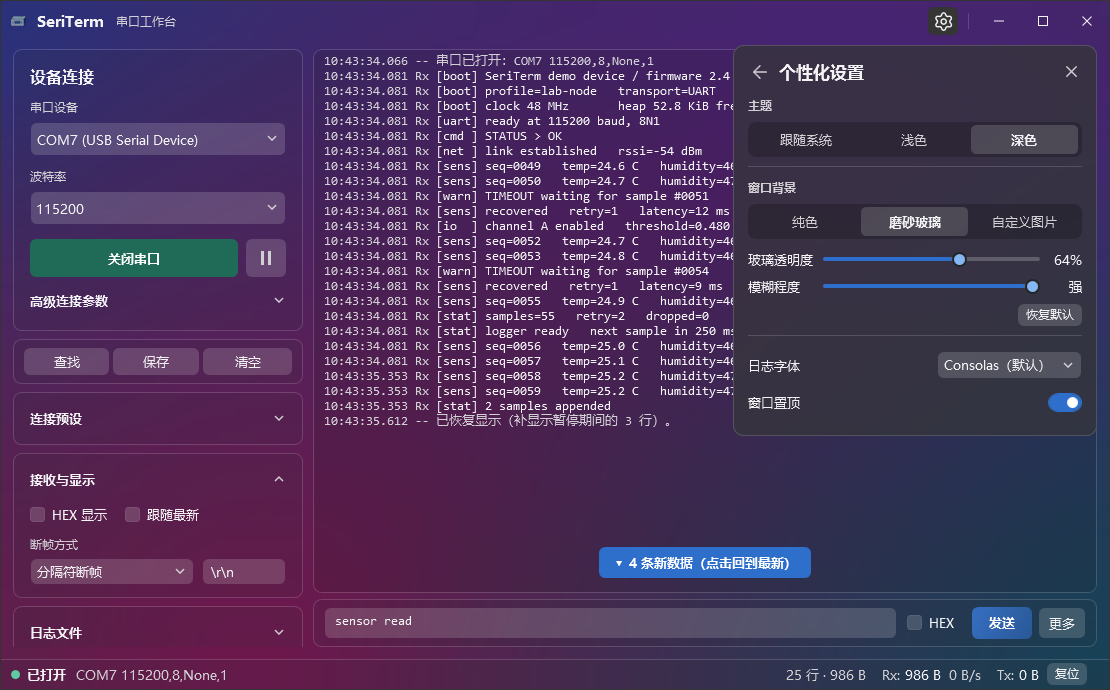 SeriTerm 串口工作台
设备连接
串口设备
COM7 (USB Serial Device)
波特率
115200
关闭串口
高级连接参数
查找 保存 清空
连接预设
接收与显示
HEX 显示 跟随最新
断帧方式
分隔符断帧 \r\n
日志文件
10:43:34.066 -- 串口已打开: COM7 115200,8,None,1
10:43:34.081 Rx [boot] SeriTerm demo device / firmware 2.4
10:43:34.081 Rx [boot] profile=lab-node transport=UART
10:43:34.081 Rx [boot] clock 48 MHz heap 52.8 KiB fre
10:43:34.081 Rx [uart] ready at 115200 baud, 8N1
10:43:34.081 Rx [cmd ] STATUS > OK
10:43:34.081 Rx [net ] link established rssi=-54 dBm
10:43:34.081 Rx [sens] seq=0049 temp=24.6 C humidity=46
10:43:34.081 Rx [sens] seq=0050 temp=24.7 C humidity=47
10:43:34.081 Rx [warn] TIMEOUT waiting for sample #0051
10:43:34.081 Rx [sens] recovered retry=1 latency=12 ms
10:43:34.081 Rx [io ] channel A enabled threshold=0.480
10:43:34.081 Rx [sens] seq=0052 temp=24.7 C humidity=46
10:43:34.081 Rx [sens] seq=0053 temp=24.8 C humidity=46
10:43:34.081 Rx [warn] TIMEOUT waiting for sample #0054
10:43:34.081 Rx [sens] recovered retry=1 latency=9 ms
10:43:34.081 Rx [sens] seq=0055 temp=24.9 C humidity=46
10:43:34.081 Rx [stat] samples=55 retry=2 dropped=0
10:43:34.081 Rx [stat] logger ready next sample in 250 ms
10:43:34.081 Rx [sens] seq=0056 temp=25.0 C humidity=46
10:43:34.081 Rx [sens] seq=0057 temp=25.1 C humidity=46
10:43:35.353 Rx [sens] seq=0058 temp=25.2 C humidity=47
10:43:35.353 Rx [sens] seq=0059 temp=25.2 C humidity=47
10:43:35.353 Rx [stat] 2 samples appended
10:43:35.612 -- 已恢复显示（补显示暂停期间的 3 行）。
▼ 4 条新数据（点击回到最新）
sensor read HEX 发送 更多
个性化设置
主题
跟随系统 浅色 深色
窗口背景
纯色 磨砂玻璃 自定义图片
玻璃透明度 64%
模糊程度 强
恢复默认
日志字体 Consolas（默认）
窗口置顶
已打开 COM7 115200,8,None,1 25 行 · 986 B Rx: 986 B 0 B/s Tx: 0 B 复位